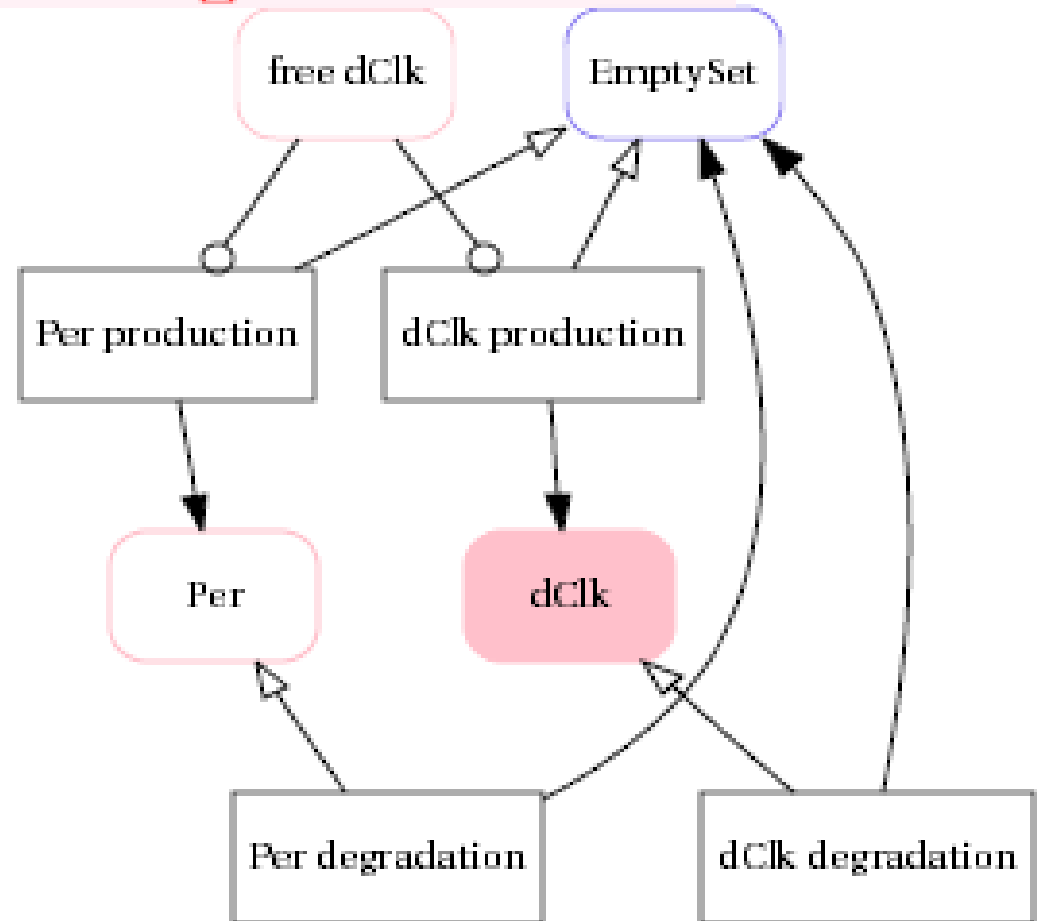 free dClk
EmptySet
Per production
dClk production
Per
dClk
Per degradation
dClk degradation